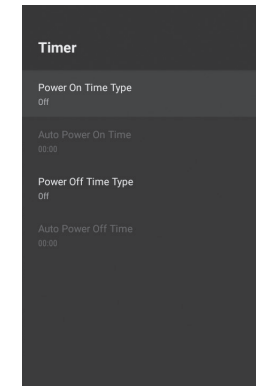 Timer
Power On Time Type
Off
Auto Power On Time
00:00
Power Off Time Type
Off
Auto Power Off Time
00:00